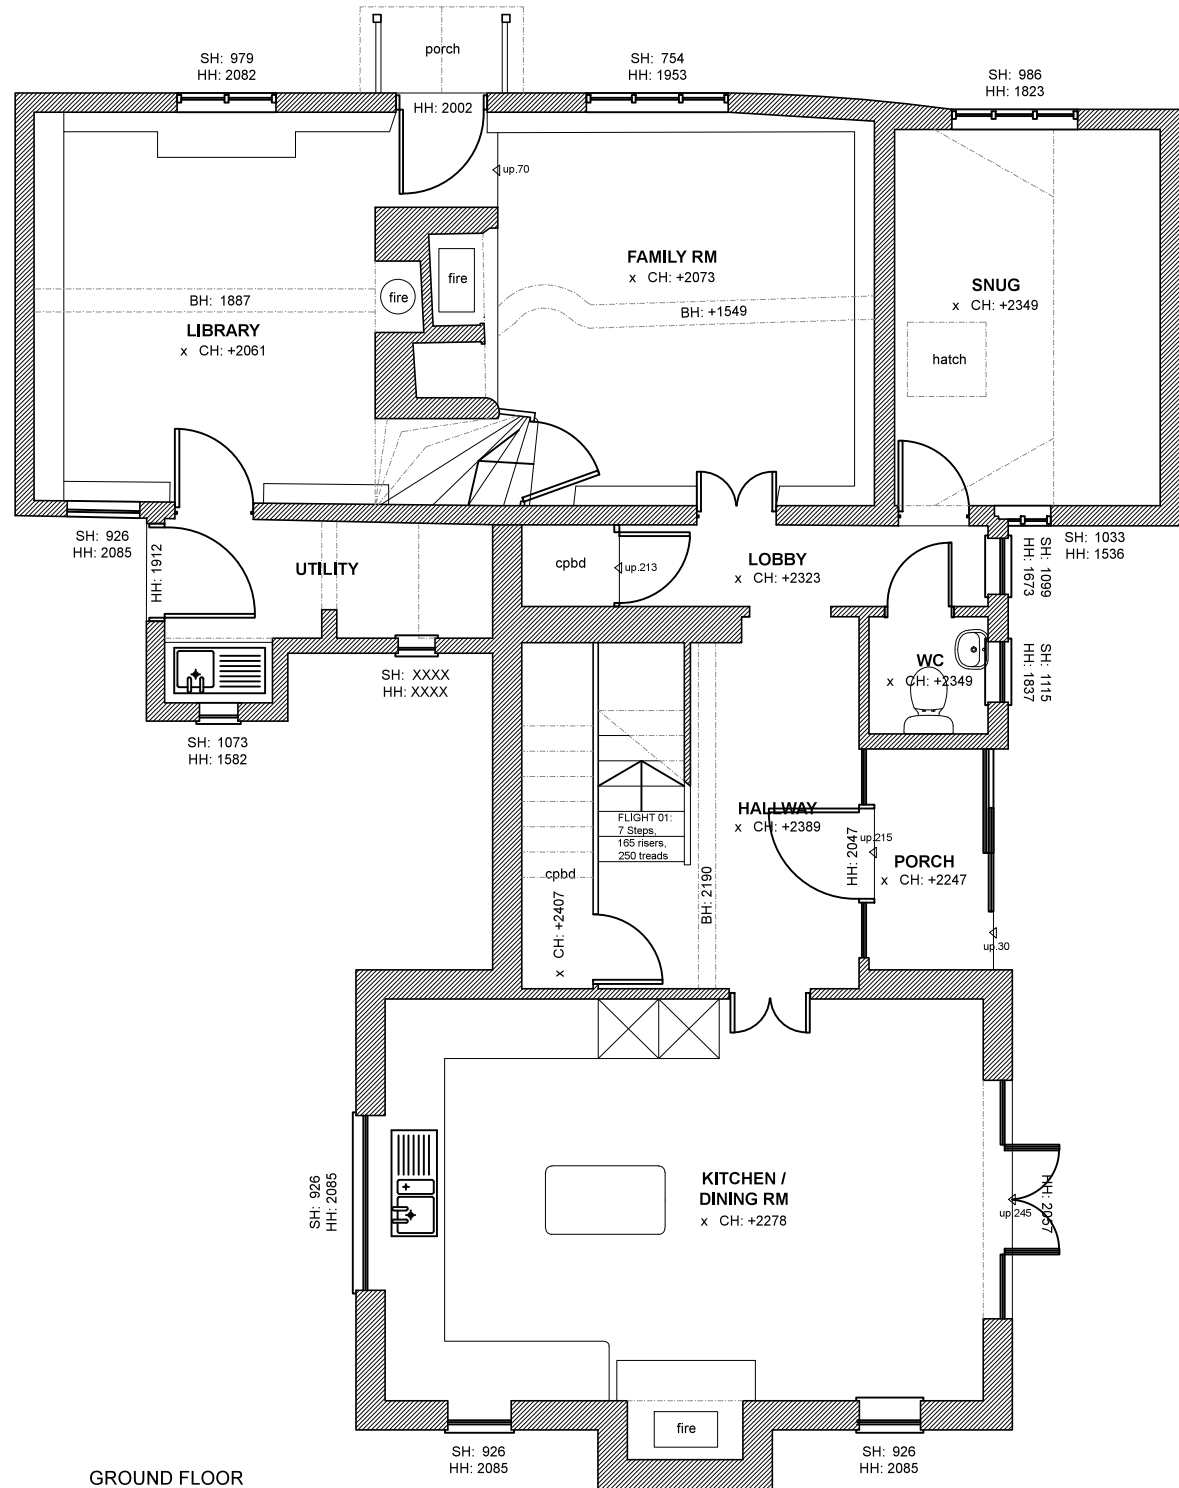 porch
SH: 979
HH: 2082
SH: 754
HH: 1953
SH: 986
HH: 1823
HH: 2002
up.70
FAMILY RM
x CH: +2073
SNUG
x CH: +2349
fire
fire
BH: 1887
BH: +1549
LIBRARY
x CH: +2061
hatch
SH: 926
HH: 2085
HH: 1912
UTILITY
cpbd
up.213
LOBBY
x CH: +2323
SH: 1099
HH: 1673
SH: 1033
HH: 1536
SH: XXXX
HH: XXXX
WC
x CH: +2349
SH: 1115
HH: 1837
SH: 1073
HH: 1582
HALLWAY
x CH: +2389
FLIGHT 01:
7 Steps,
165 risers,
250 treads
HH: 2047
up.215
PORCH
x CH: +2247
cpbd
x CH: +2407
BH: 2190
up.30
KITCHEN /
DINING RM
x CH: +2278
SH: 926
HH: 2085
up.245
HH: 2057
fire
SH: 926
HH: 2085
SH: 926
HH: 2085
GROUND FLOOR